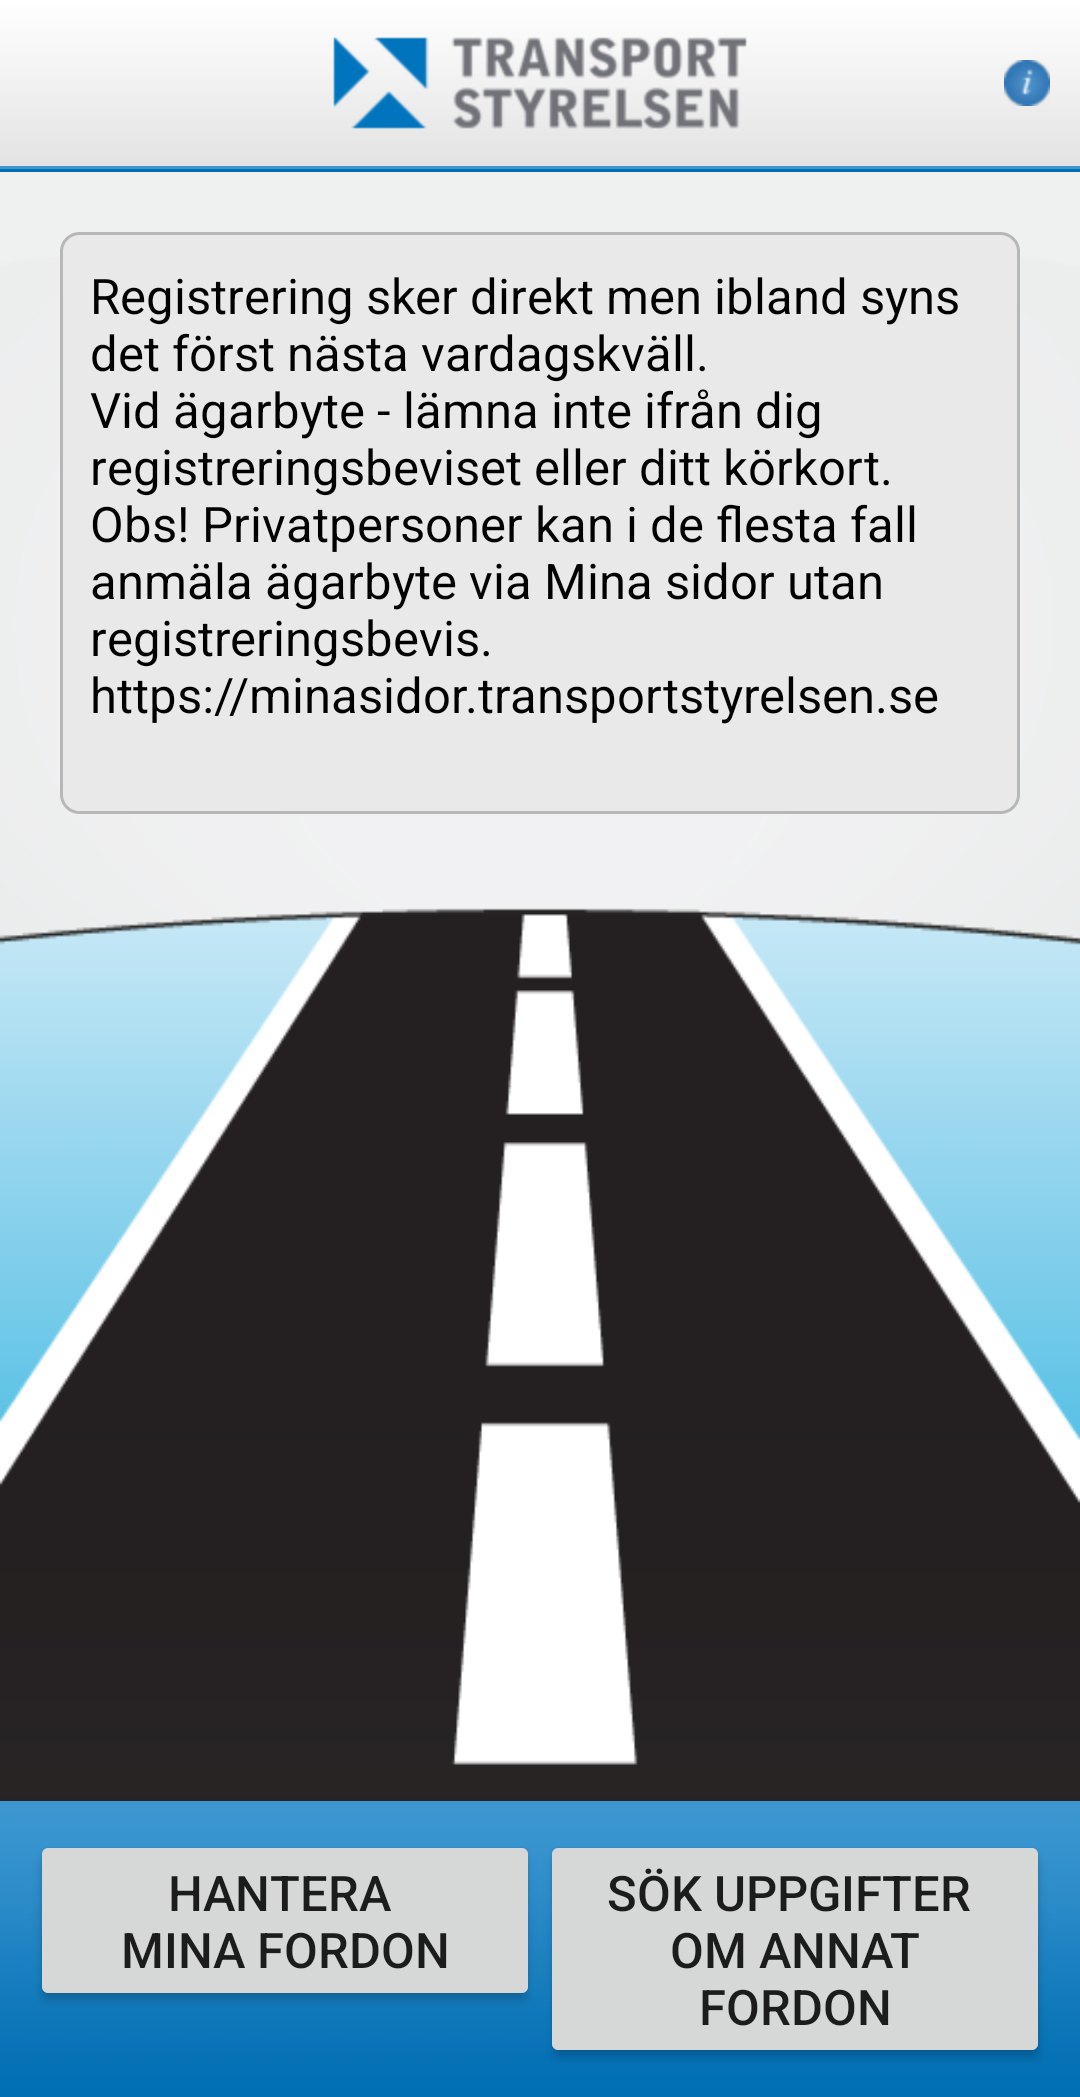 TRANSPORT
STYRELSEN
i
Registrering sker direkt men ibland syns
det först nästa vardagskväll.
Vid ägarbyte - lämna inte ifrån dig
registreringsbeviset eller ditt körkort.
Obs! Privatpersoner kan i de flesta fall
anmäla ägarbyte via Mina sidor utan
registreringsbevis.
https://minasidor.transportstyrelsen.se
HANTERA
MINA FORDON
SÖK UPPGIFTER
OM ANNAT
FORDON